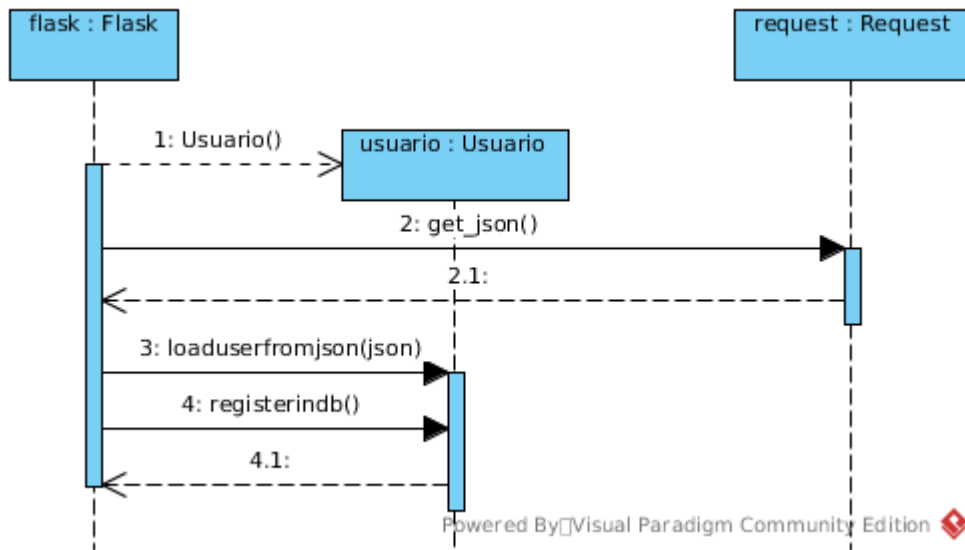 flask : Flask
request : Request
1: Usuario()
usuario : Usuario
2: get_json()
2.1:
3: loaduserfromjson(json)
4: registerindb()
4.1:
Powered By Visual Paradigm Community Edition